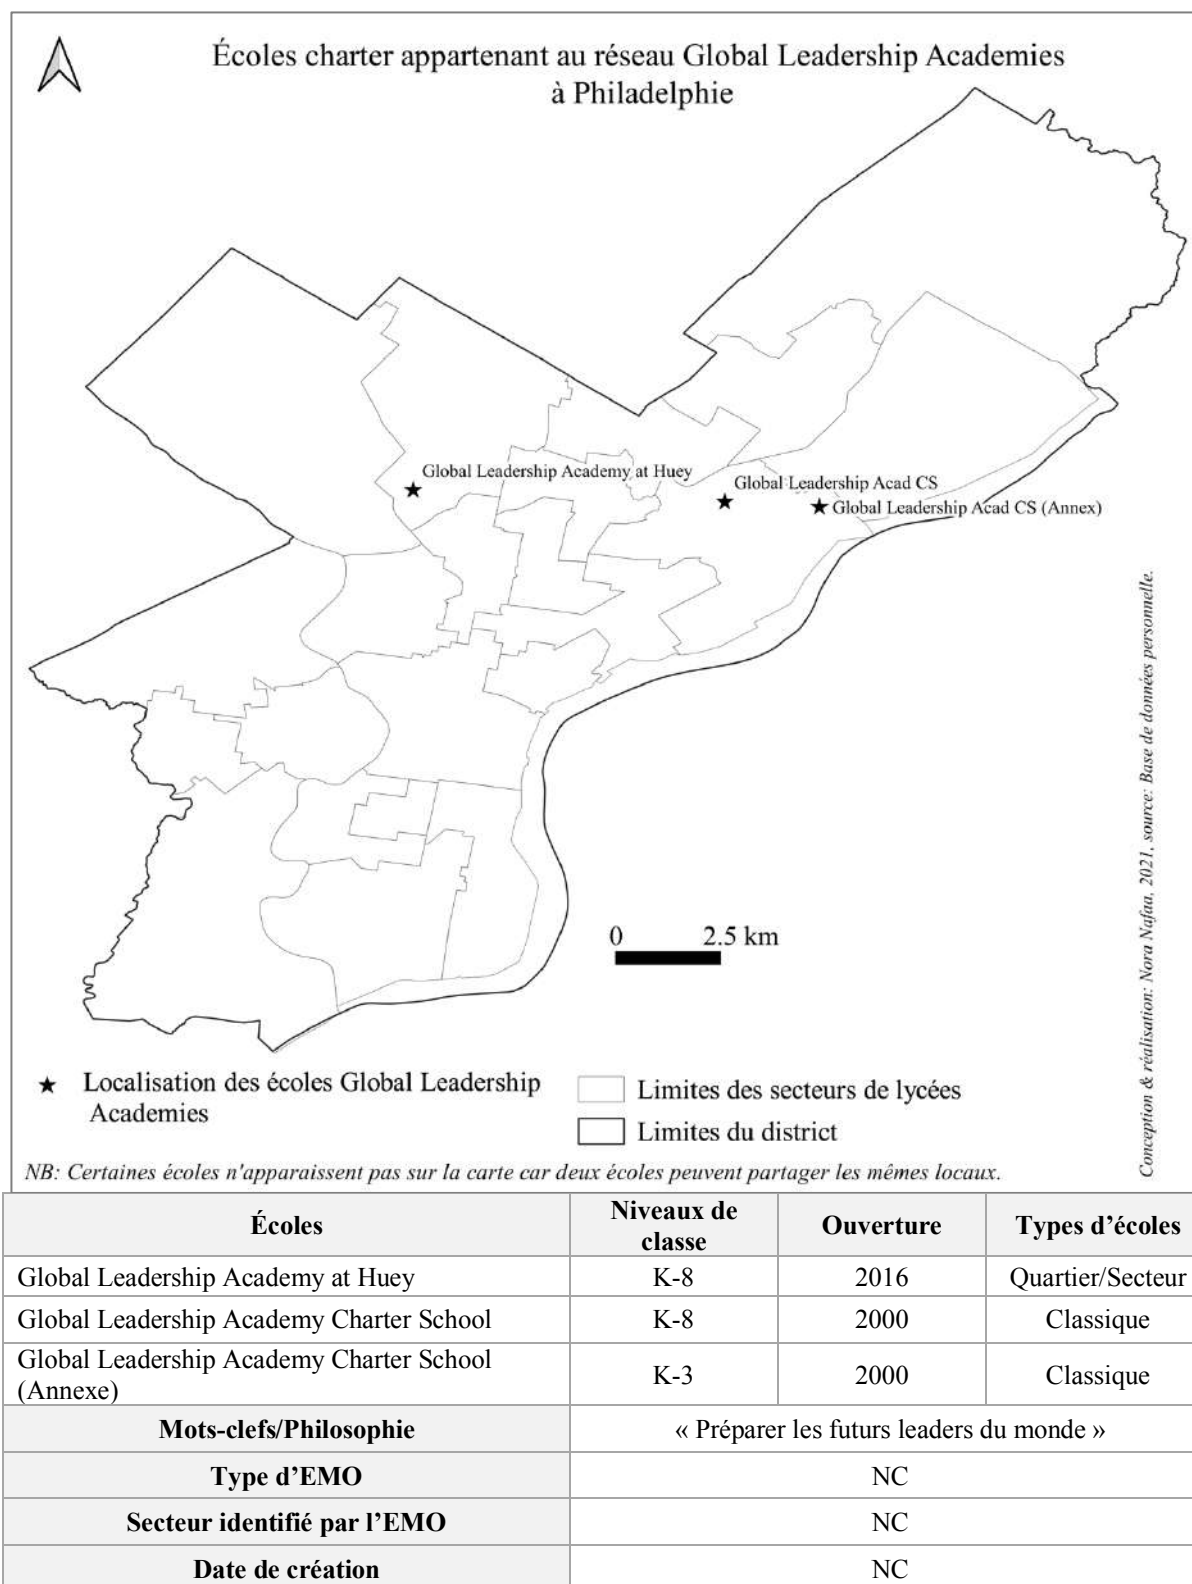 Écoles charter appartenant au réseau Global Leadership Academies
à Philadelphie
Global Leadership Academy at Huey
Global Leadership Acad CS
Global Leadership Acad CS (Annex)
Conception & réalisation: Nora Nafaa, 2021, source: Base de données personnelle.
0 2.5 km
Localisation des écoles Global Leadership
Academies
Limites des secteurs de lycées
Limites du district
NB: Certaines écoles n'apparaissent pas sur la carte car deux écoles peuvent partager les mêmes locaux.
Écoles Niveaux de classe Ouverture Types d’écoles
Global Leadership Academy at Huey K-8 2016 Quartier/Secteur
Global Leadership Academy Charter School K-8 2000 Classique
Global Leadership Academy Charter School
(Annexe) K-3 2000 Classique
Mots-clefs/Philosophie « Préparer les futurs leaders du monde »
Type d’EMO NC
Secteur identifié par l’EMO NC
Date de création NC